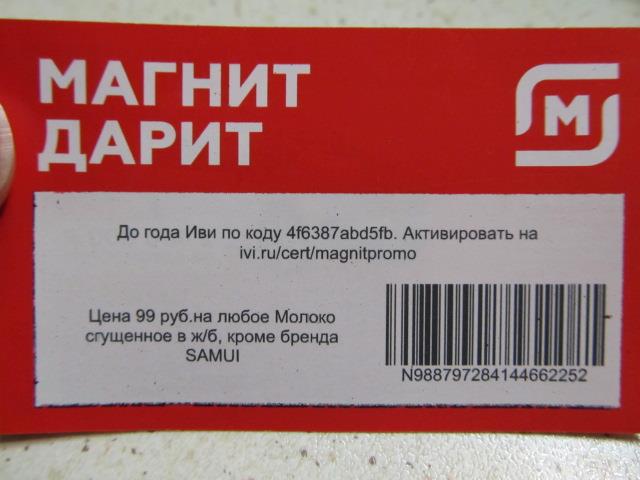 МАГНИТ
ДАРИТ
M
До года Иви по коду 4f6387abd5fb. Активировать на
ivi.ru/cert/magnitpromo
Цена 99 руб.на любое Молоко
сгущенное в ж/б, кроме бренда
SAMUI
N988797284144662252